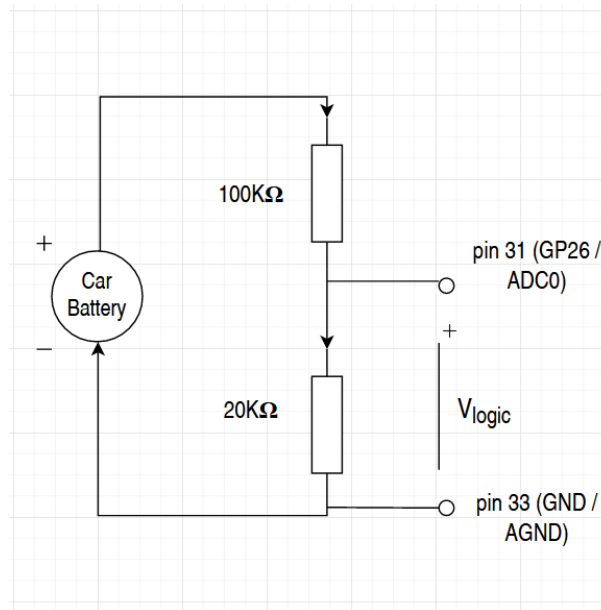 100KΩ
pin 31 (GP26 /
ADC0)
+
Car
Battery
+
−
20KΩ
Vlogic
pin 33 (GND /
AGND)